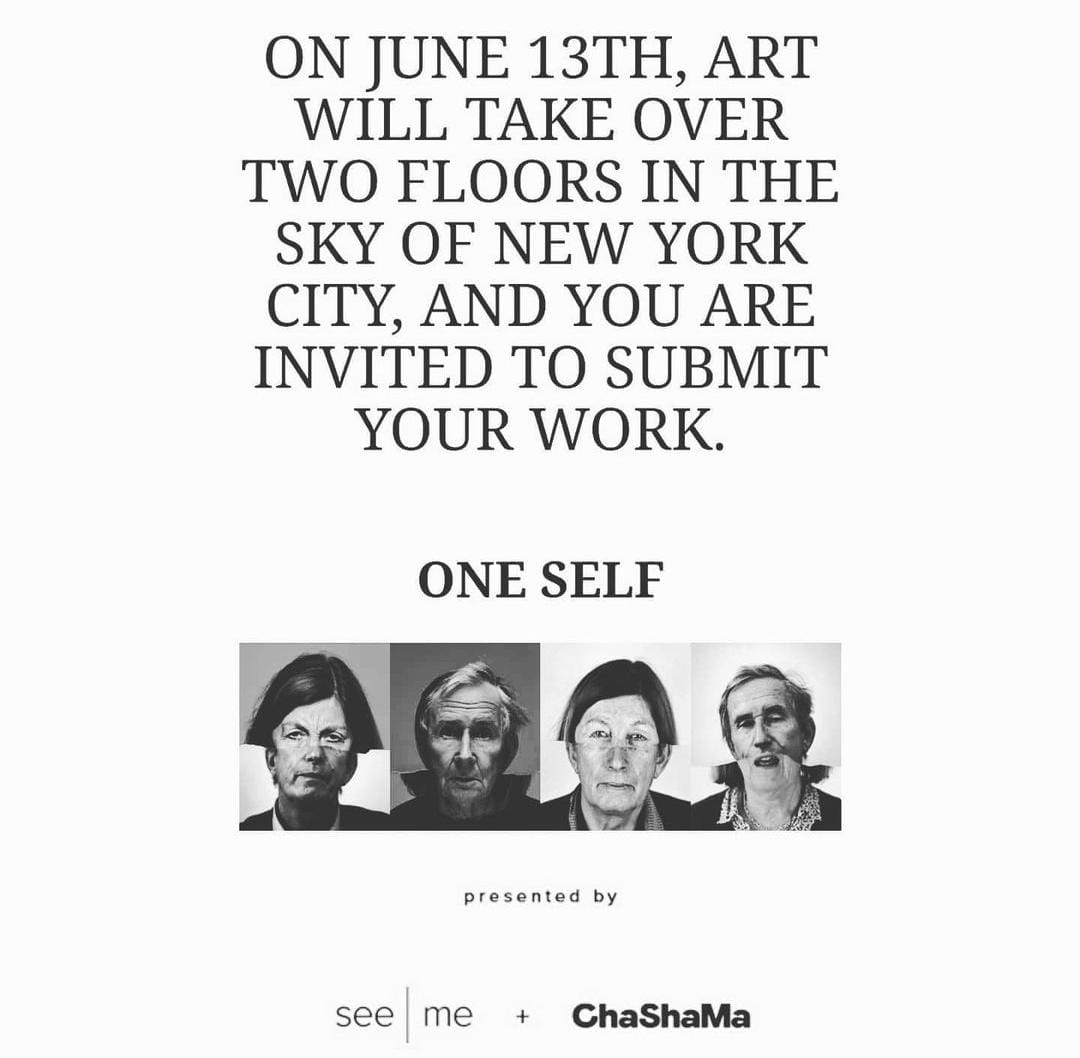 ON JUNE 13TH, ART
WILL TAKE OVER
TWO FLOORS IN THE
SKY OF NEW YORK
CITY, AND YOU ARE
INVITED TO SUBMIT
YOUR WORK.
ONE SELF
presented by
see | me + ChaShaMa